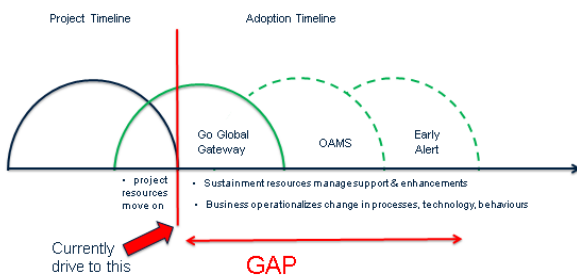 Project Timeline
Adoption Timeline
Go Global
Gateway
OAMS
Early
Alert
• project
resources
move on
• Sustainment resources manage support & enhancements
• Business operationalizes change in processes, technology, behaviours
Currently
drive to this
GAP